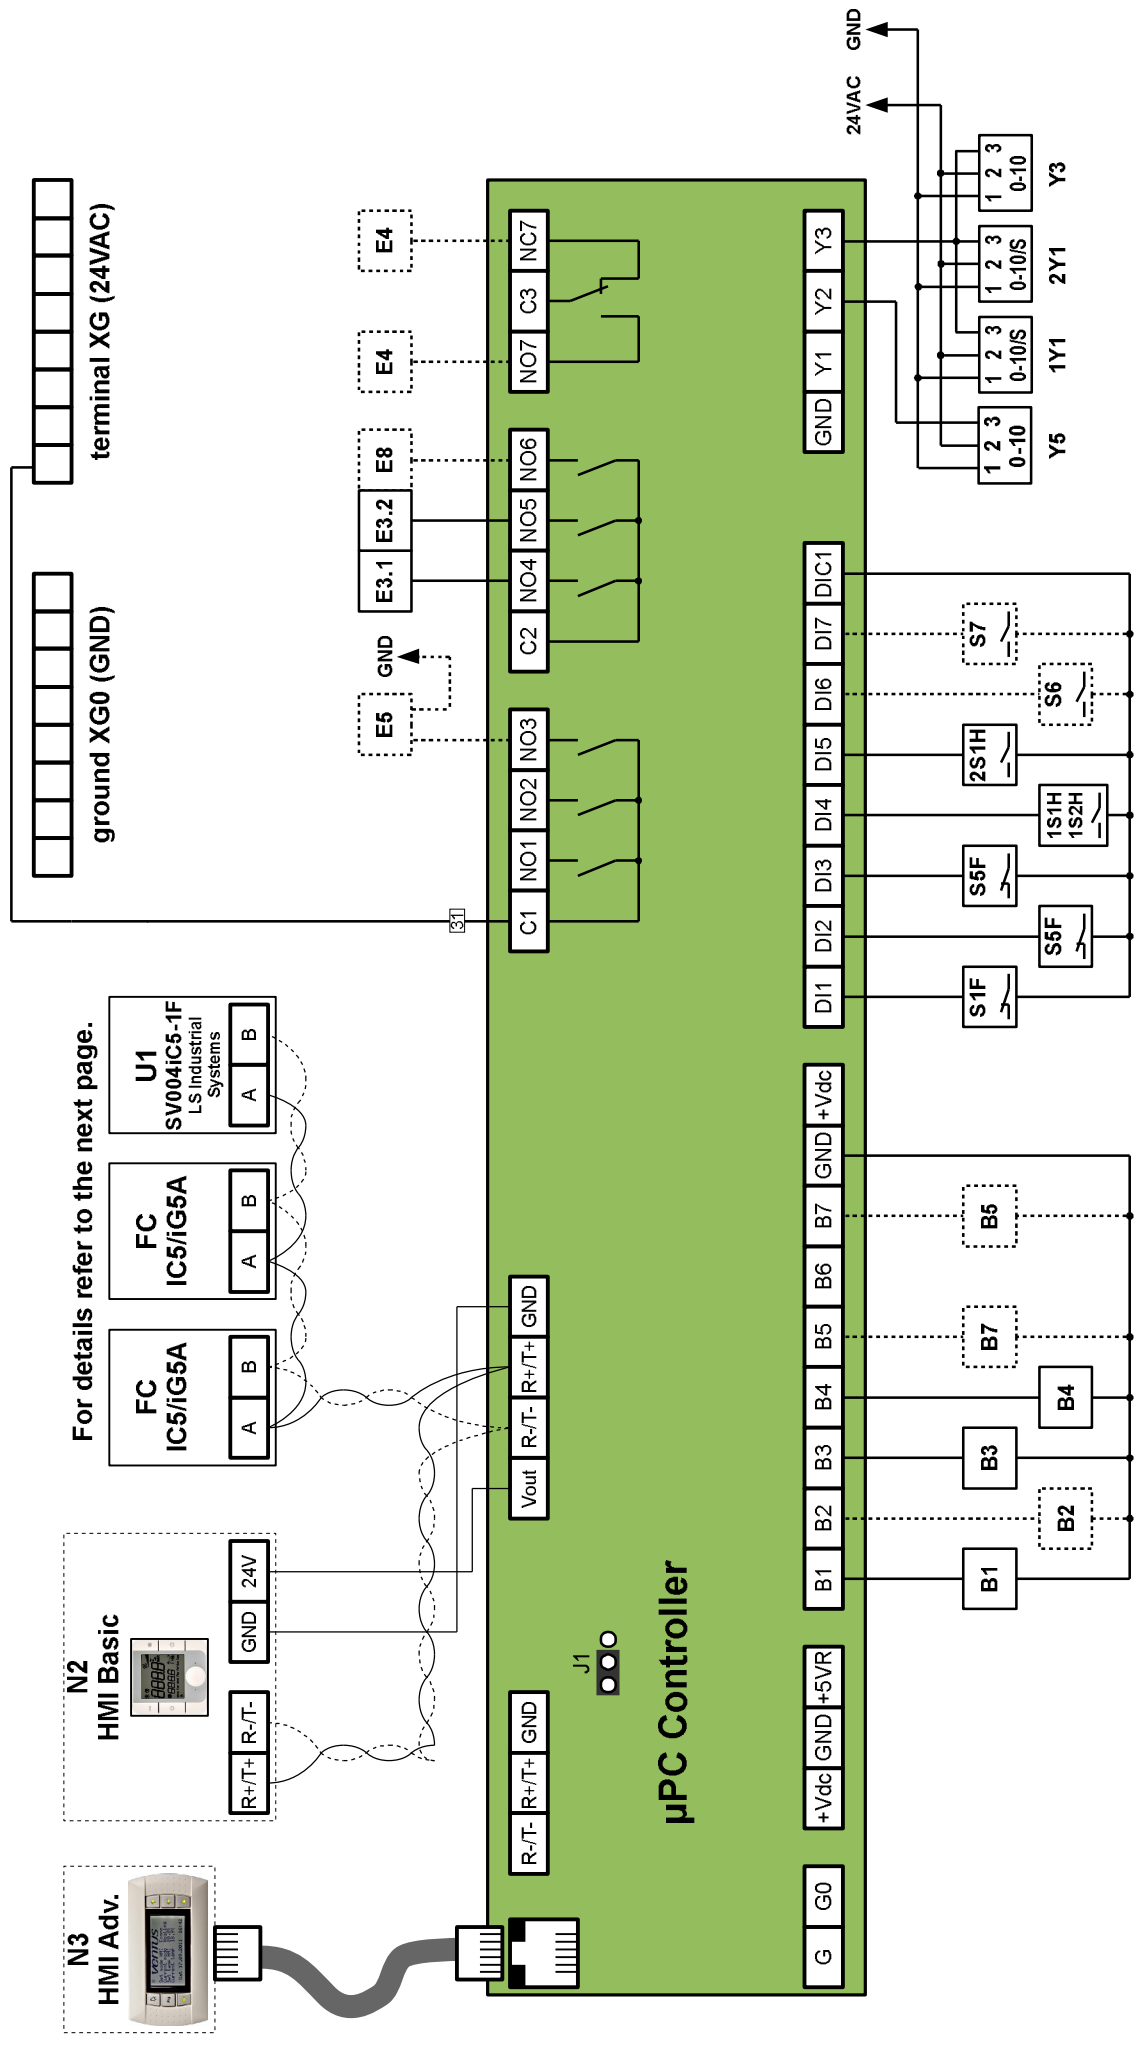 N3
HMI Adv.
N2
HMI Basic
For details refer to the next page.
ground XG0 (GND)
terminal XG (24VAC)
ventus
R+/T+ R-/T- GND 24V
FC
IC5/iG5A
A B
FC
IC5/iG5A
A B
U1
SV004iC5-1F
LS Industrial
Systems
A B
31
E5
GND
E3.1 E3.2 E8
E4
E4
R-/T- R+/T+ GND
Vout R-/T- R+/T+ GND
C1 NO1 NO2 NO3
C2 NO4 NO5 NO6
NO7 C3 NC7
J1
µPC Controller
G G0
+Vdc GND +5VR
B1 B2 B3 B4 B5 B6 B7 GND +Vdc
DI1 DI2 DI3 DI4 DI5 DI6 DI7 DIC1
GND Y1 Y2 Y3
24VAC
GND
B1
B2
B3
B4
B7
B5
S1F
S5F
S5F
1S1H
1S2H
2S1H
S6
S7
1 2 3
0-10
Y5
1 2 3
0-10/S
1Y1
1 2 3
0-10/S
2Y1
1 2 3
0-10
Y3